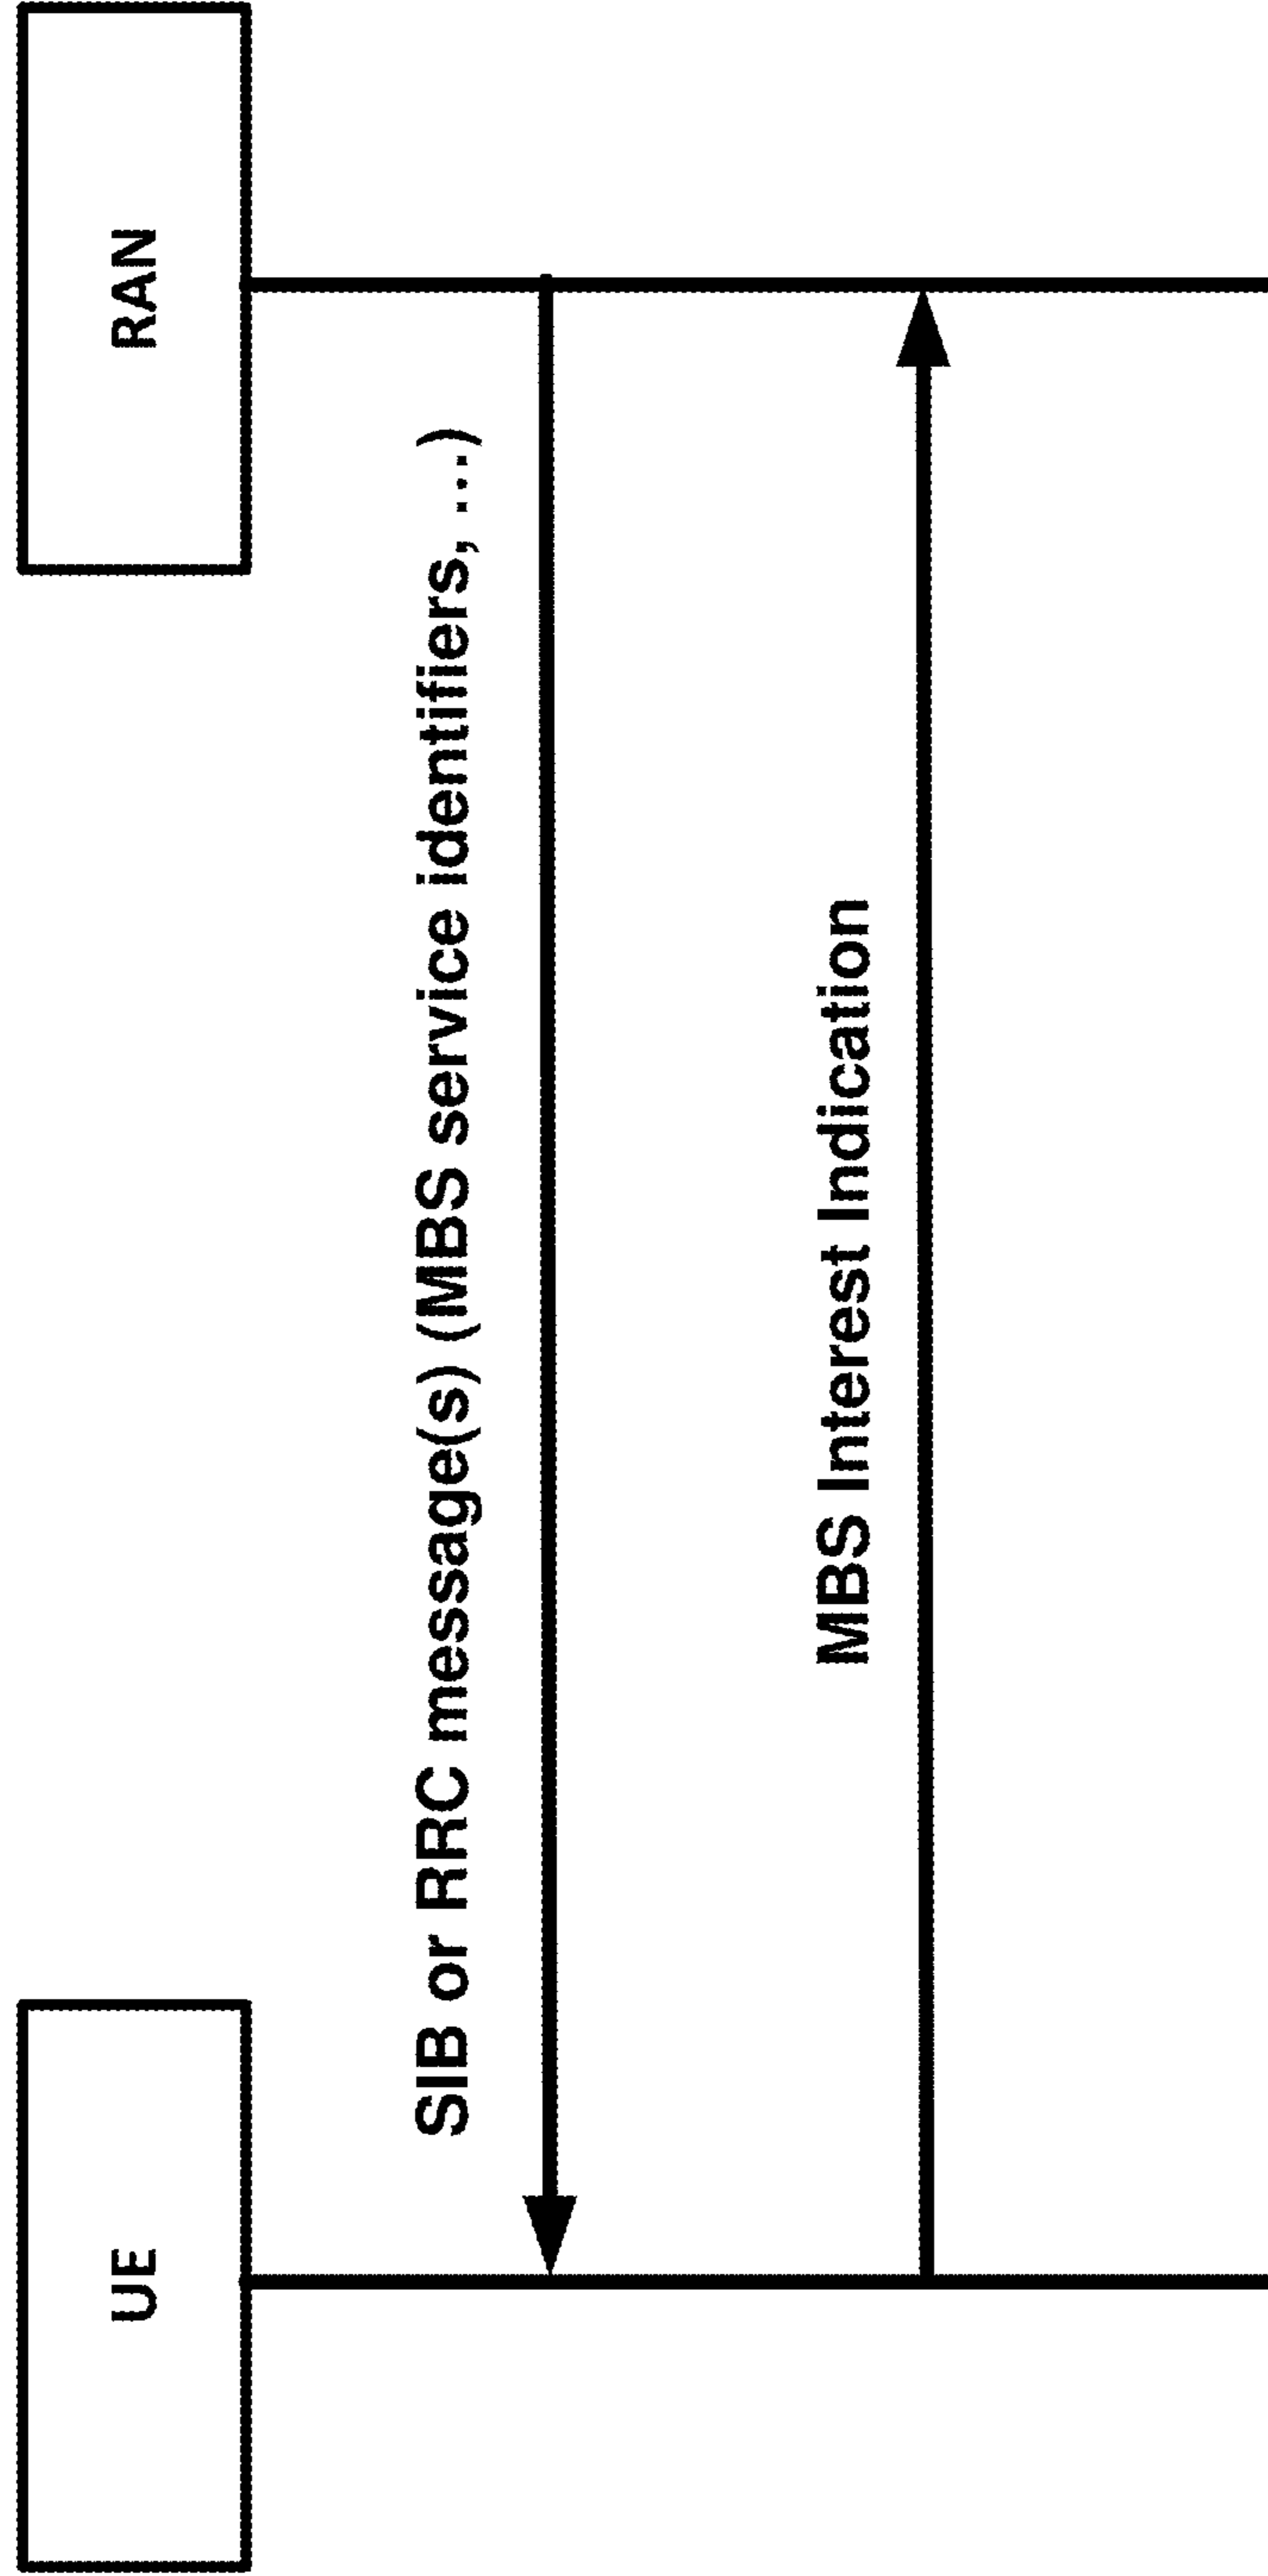 UE
RAN
SIB or RRC message(s) (MBS service identifiers, ...)
MBS Interest Indication